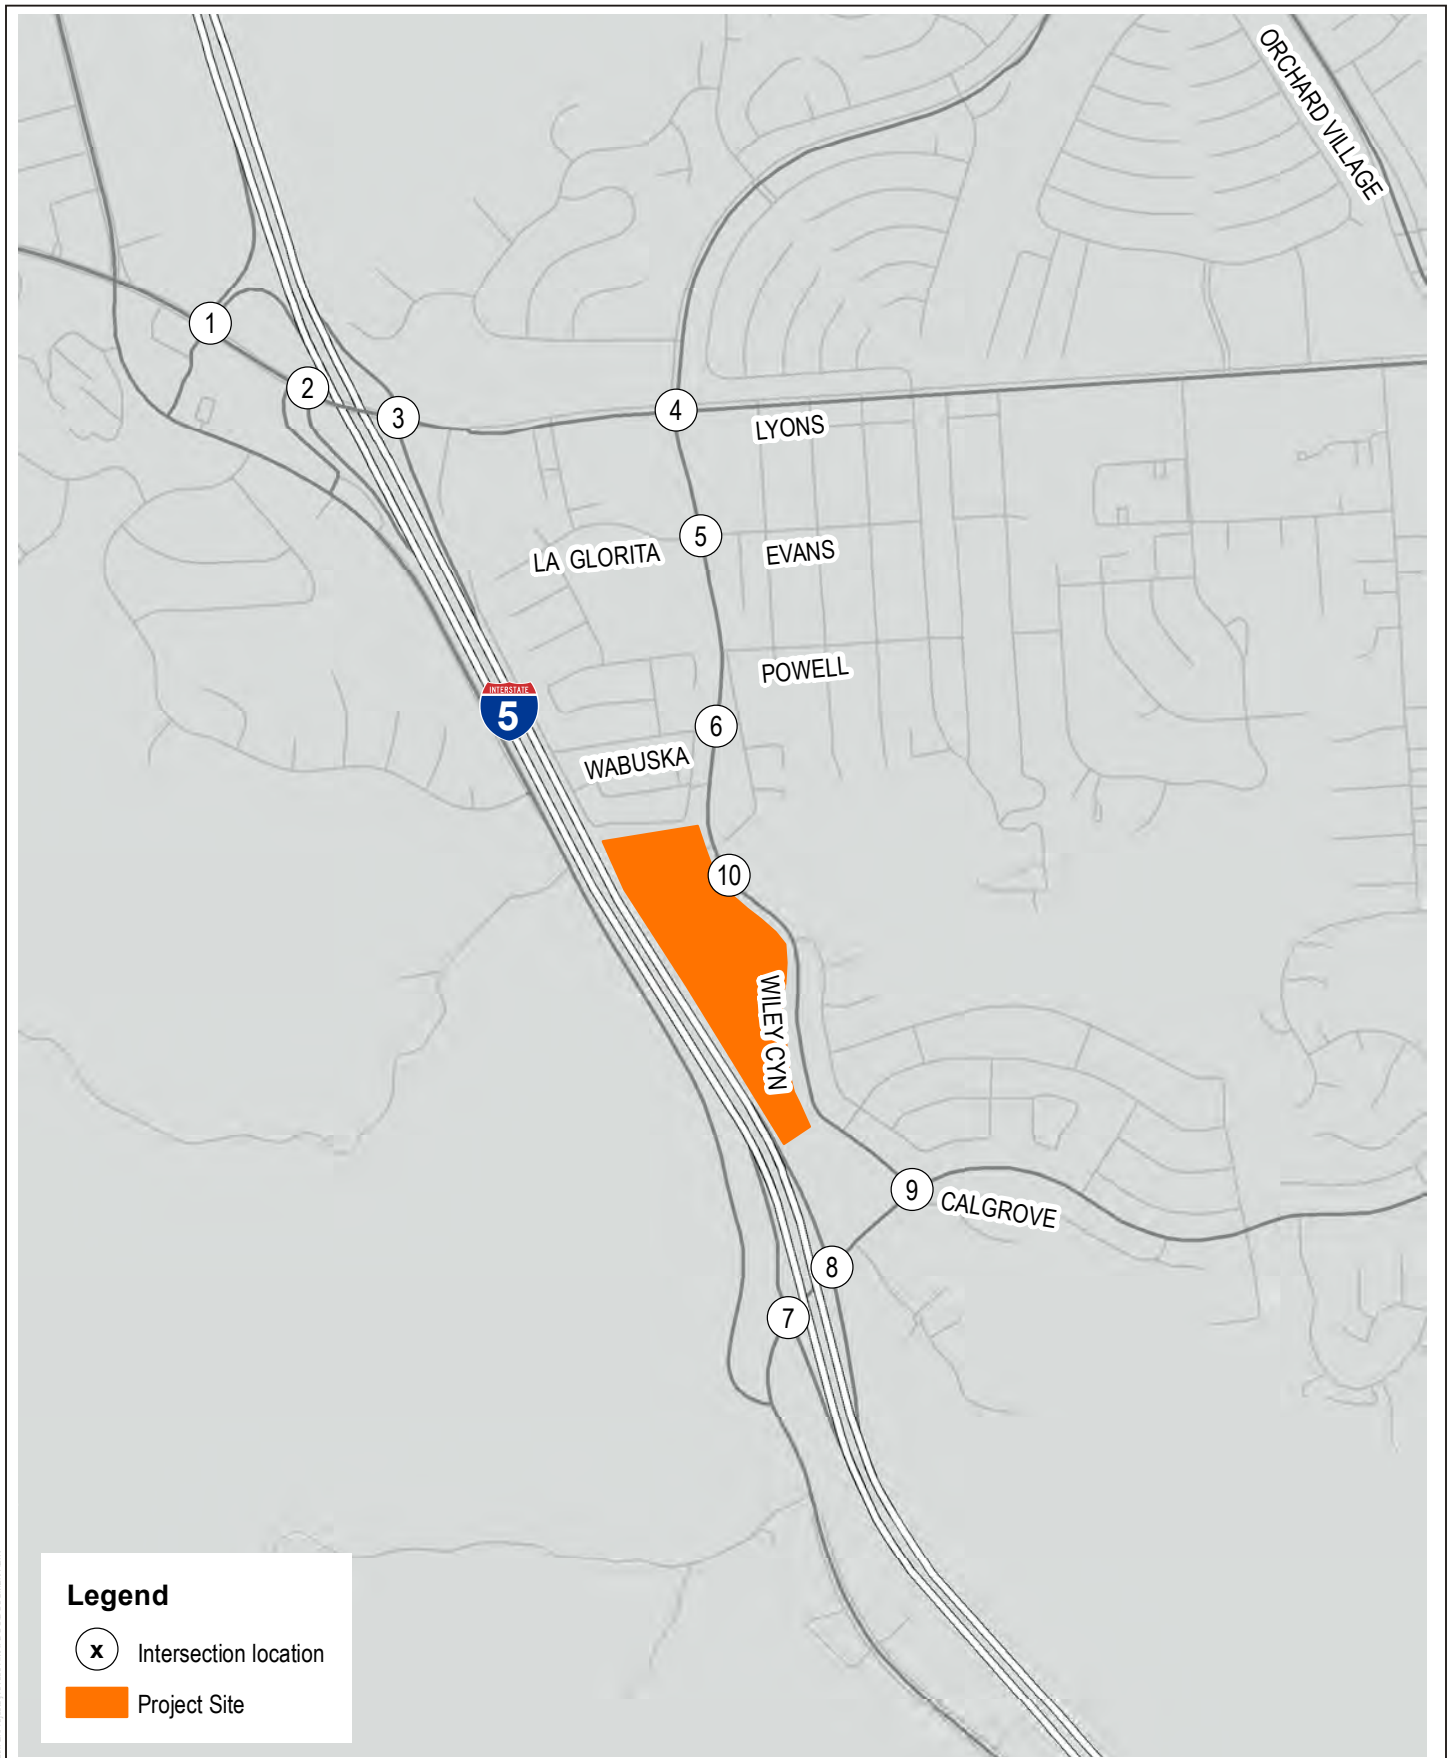 ORCHARD VILLAGE
1
2
3
4
LYONS
5
LA GLORITA
EVANS
POWELL
INTERSTATE
5
6
WABUSKA
10
WILEY CYN
9
CALGROVE
8
7
Legend
x Intersection location
Project Site